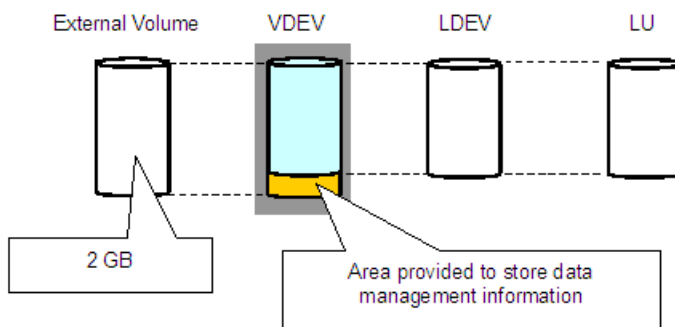 External Volume
VDEV
LDEV
LU
2 GB
Area provided to store data
management information